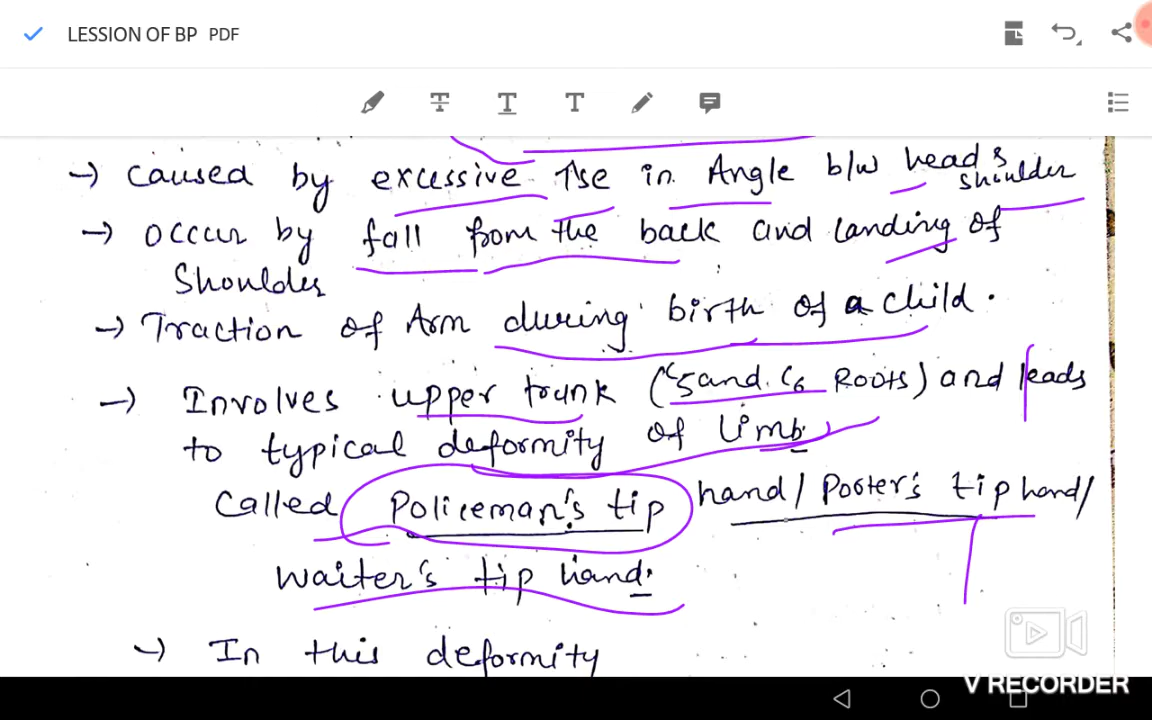 LESSION OF BP PDF
→ Caused by excessive ↑se in Angle b/w head & shoulder
→ occur by fall from the back and landing of
Shoulder
→ Traction of Arm during birth of a child.
→ Involves upper trunk (C5 and C6 Roots) and leads
to typical deformity of limb
Called Policeman's tip hand/ Porter's tip hand/
Waiter's tip hand.
→ In this deformity
V RECORDER